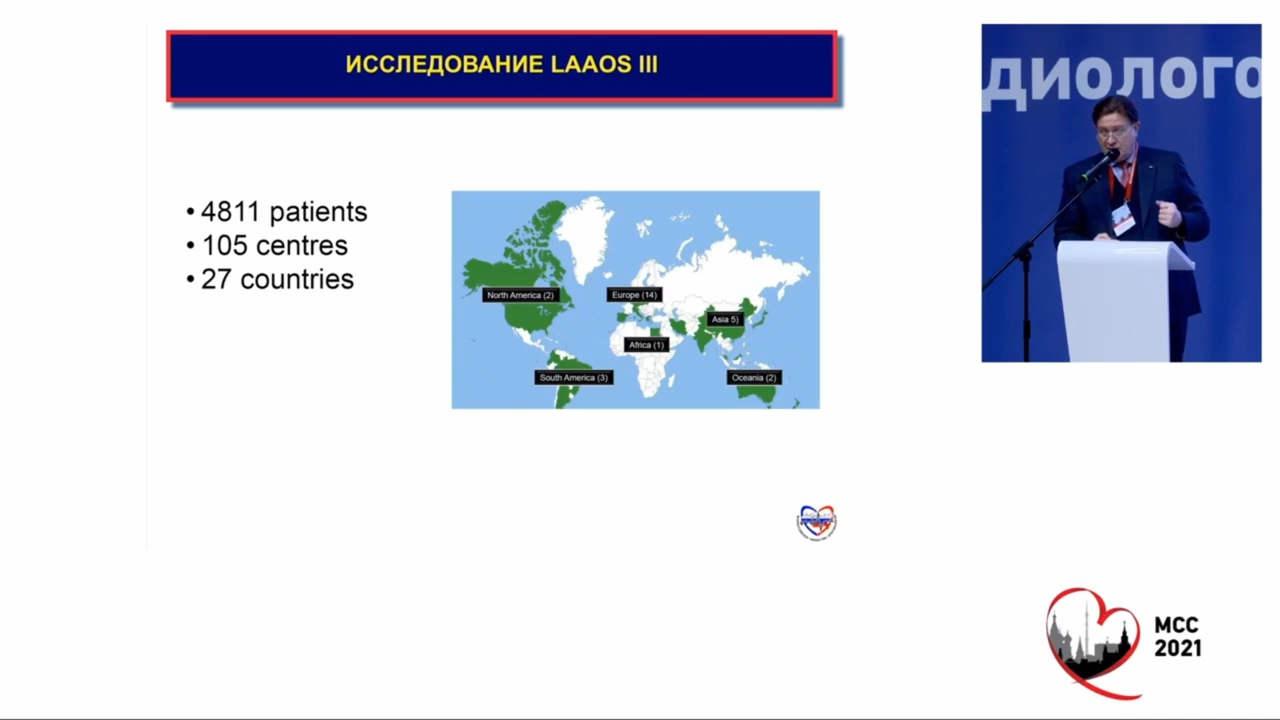 ИССЛЕДОВАНИЕ LAAOS III
• 4811 patients
• 105 centres
• 27 countries
North America (2)
Europe (14)
Asia 5)
Africa (1)
South America (3)
Oceania (2)
ДИОЛОГО
МСС
2021